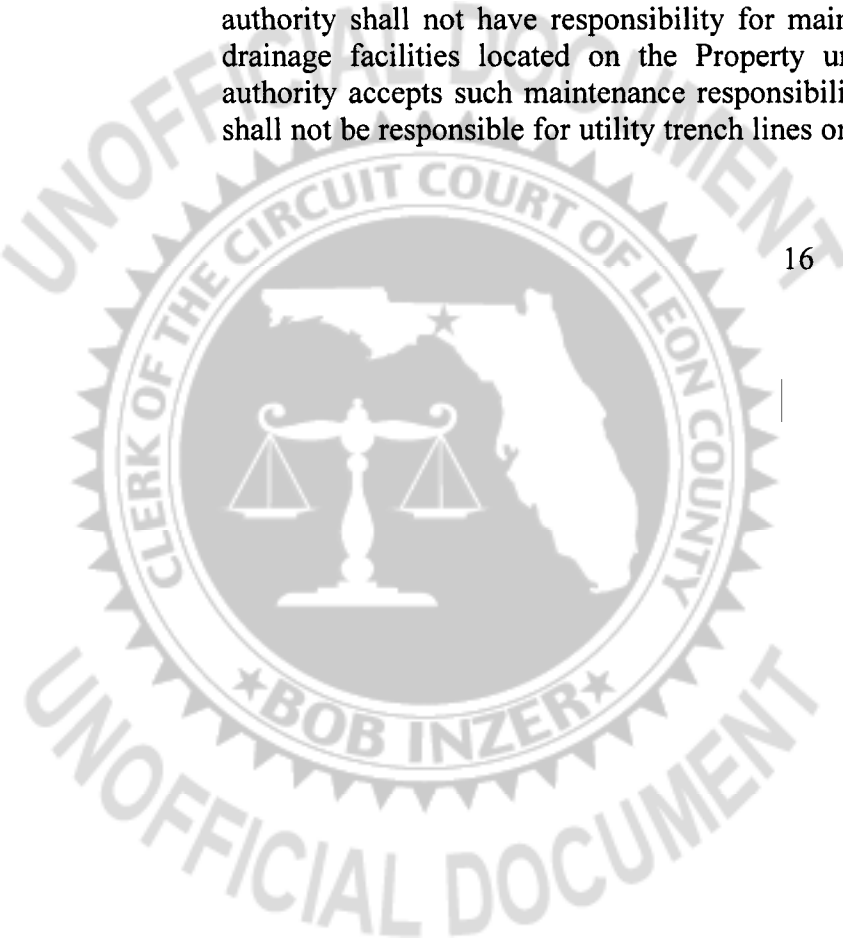 authority shall not have responsibility for
drainage facilities located on the Property
authority accepts such maintenance
shall not be responsible for utility trench lines or
16
UNOFFICIAL DOCUMENT
CLERK OF THE CIRCUIT COURT OF LEON COUNTY
★BOB INZER★
UNOFFICIAL DOCUMENT